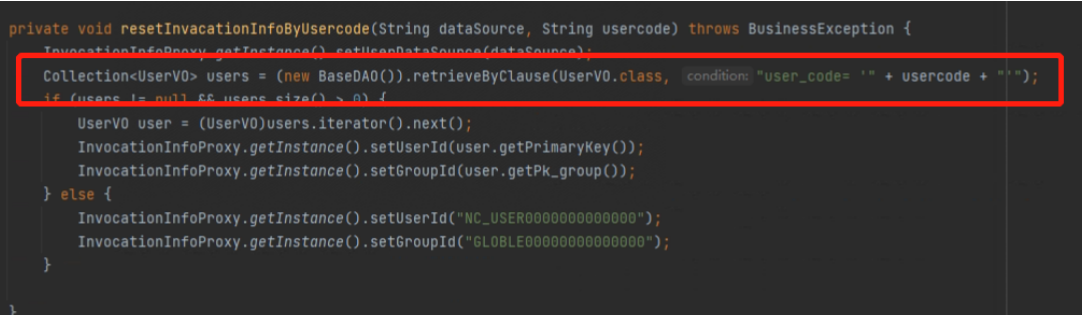 private void resetInvacationInfoByUsercode(String dataSource, String usercode) throws BusinessException {
InvocationInfoProxy.getInstance().setUserDataSource(dataSource);
Collection<UserVO> users = (new BaseDAO()).retrieveByClause(UserVO.class, condition: "user_code= '" + usercode + "'");
if (users != null && users.size() > 0) {
UserVO user = (UserVO)users.iterator().next();
InvocationInfoProxy.getInstance().setUserId(user.getPrimaryKey());
InvocationInfoProxy.getInstance().setGroupId(user.getPk_group());
} else {
InvocationInfoProxy.getInstance().setUserId("NC_USER0000000000000");
InvocationInfoProxy.getInstance().setGroupId("GLOBLE00000000000000");
}
}